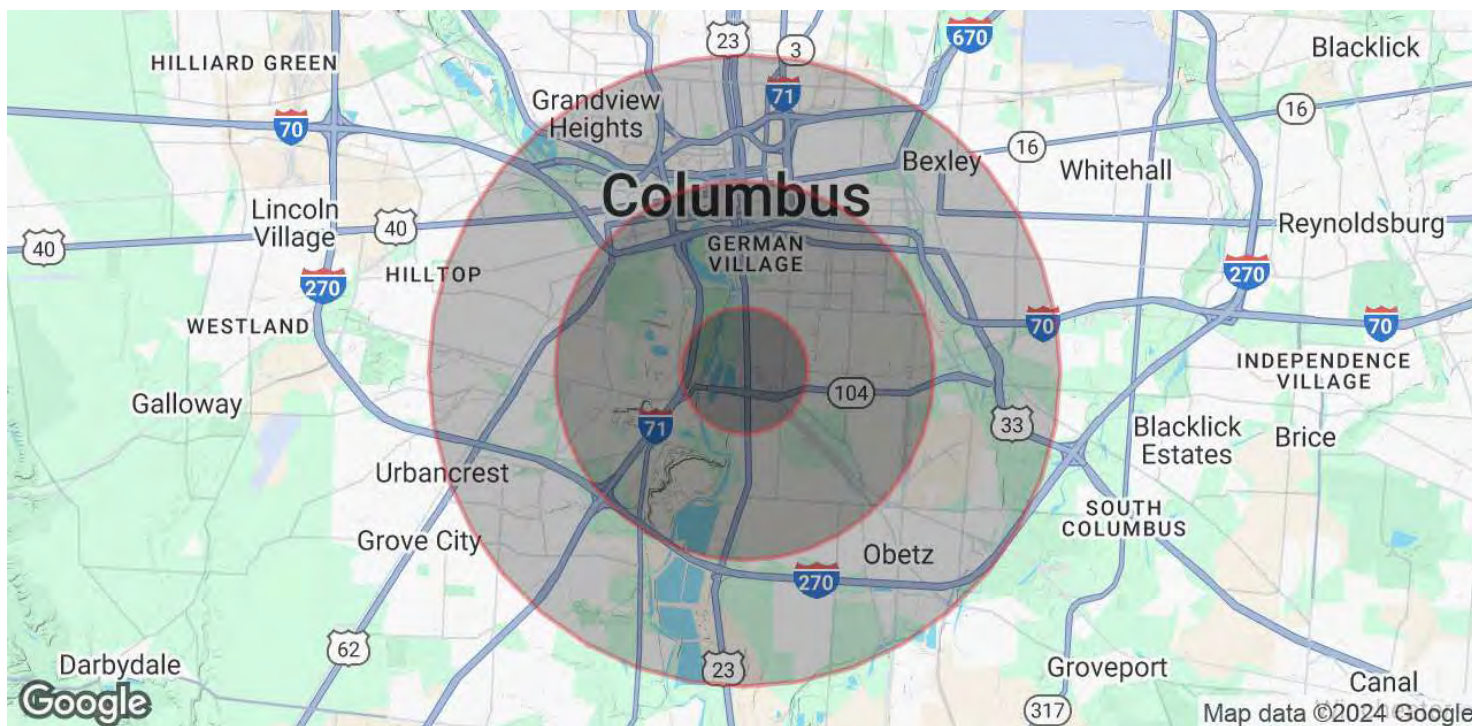 23
3
670
Blacklick
HILLIARD GREEN
71
Grandview
Heights
70
16
16
Bexley
Whitehall
Columbus
Lincoln
Village
40
40
Reynoldsburg
GERMAN
VILLAGE
HILLTOP
270
270
WESTLAND
70
70
INDEPENDENCE
VILLAGE
Galloway
104
71
33
Blacklick
Estates
Brice
Urbancrest
SOUTH
COLUMBUS
Grove City
Obetz
270
62
23
Darbydale
Groveport
Canal
Google
317
Map data ©2024 Google